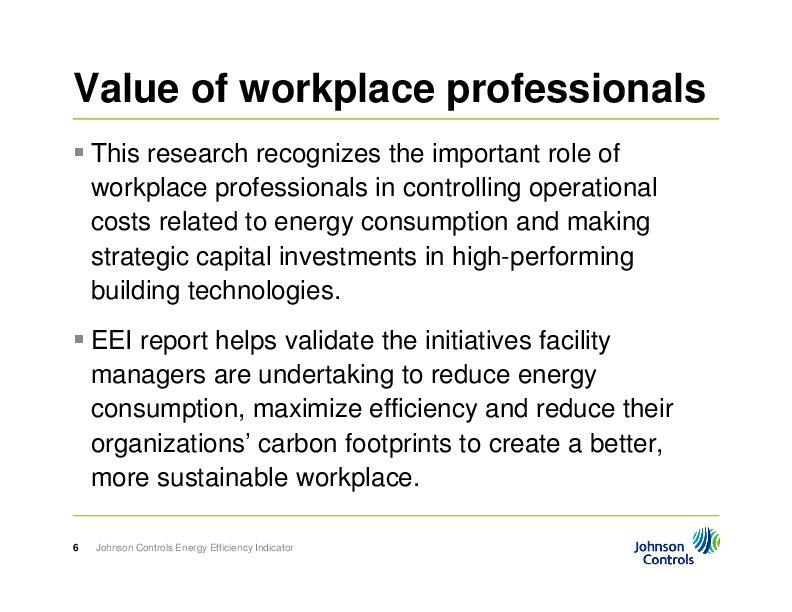 Value of workplace professionals
▪ This research recognizes the important role of
workplace professionals in controlling operational
costs related to energy consumption and making
strategic capital investments in high-performing
building technologies.
▪ EEI report helps validate the initiatives facility
managers are undertaking to reduce energy
consumption, maximize efficiency and reduce their
organizations’ carbon footprints to create a better,
more sustainable workplace.
6 Johnson Controls Energy Efficiency Indicator
Johnson
Controls